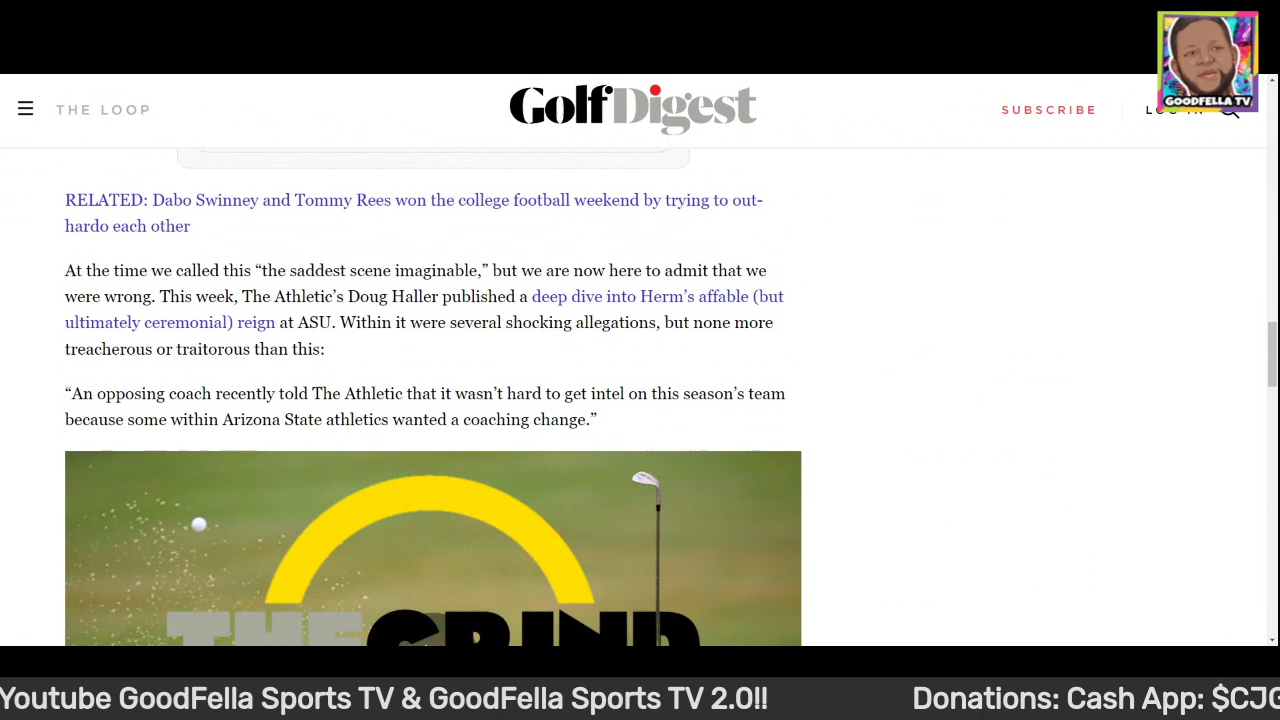 THE LOOP
GolfDigest
SUBSCRIBE
LOG IN
GOODFELLA TV
RELATED: Dabo Swinney and Tommy Rees won the college football weekend by trying to out-
hardo each other
At the time we called this “the saddest scene imaginable,” but we are now here to admit that we
were wrong. This week, The Athletic’s Doug Haller published a deep dive into Herm’s affable (but
ultimately ceremonial) reign at ASU. Within it were several shocking allegations, but none more
treacherous or traitorous than this:
“An opposing coach recently told The Athletic that it wasn’t hard to get intel on this season’s team
because some within Arizona State athletics wanted a coaching change.”
THE GRIND
Youtube GoodFella Sports TV & GoodFella Sports TV 2.0!!
Donations: Cash App: $CJG